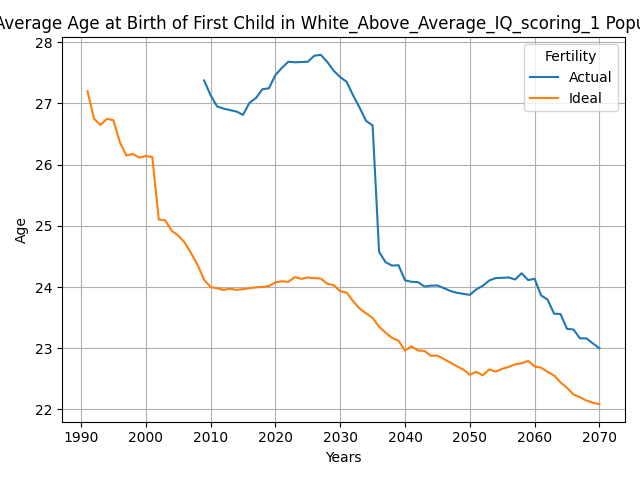 Average Age at Birth of First Child in White_Above_Average_IQ_scoring_1 Popu
Fertility
Actual
Ideal
Age
28
27
26
25
24
23
22
1990 2000 2010 2020 2030 2040 2050 2060 2070
Years